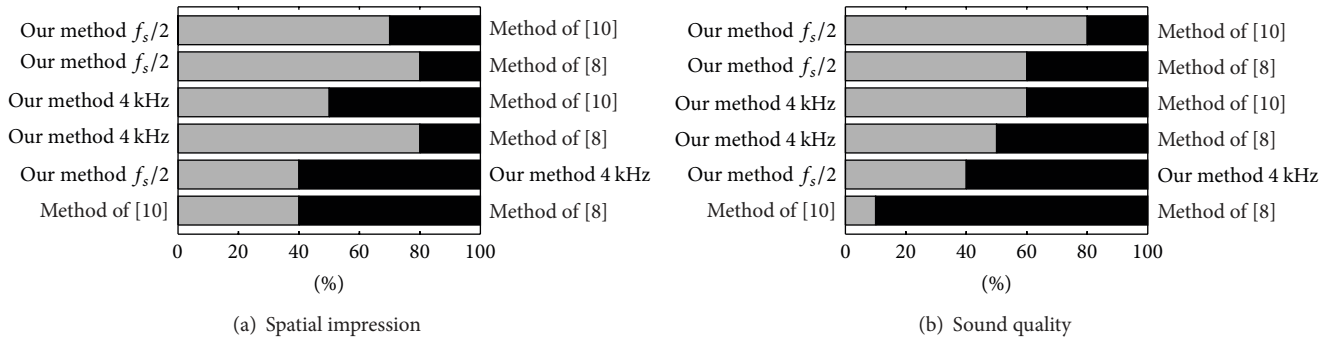 Our method f_s/2 Method of [10]
Our method f_s/2 Method of [8]
Our method 4 kHz Method of [10]
Our method 4 kHz Method of [8]
Our method f_s/2 Our method 4 kHz
Method of [10] Method of [8]
0 20 40 60 80 100
(%)
(a) Spatial impression
Our method f_s/2 Method of [10]
Our method f_s/2 Method of [8]
Our method 4 kHz Method of [10]
Our method 4 kHz Method of [8]
Our method f_s/2 Our method 4 kHz
Method of [10] Method of [8]
0 20 40 60 80 100
(%)
(b) Sound quality